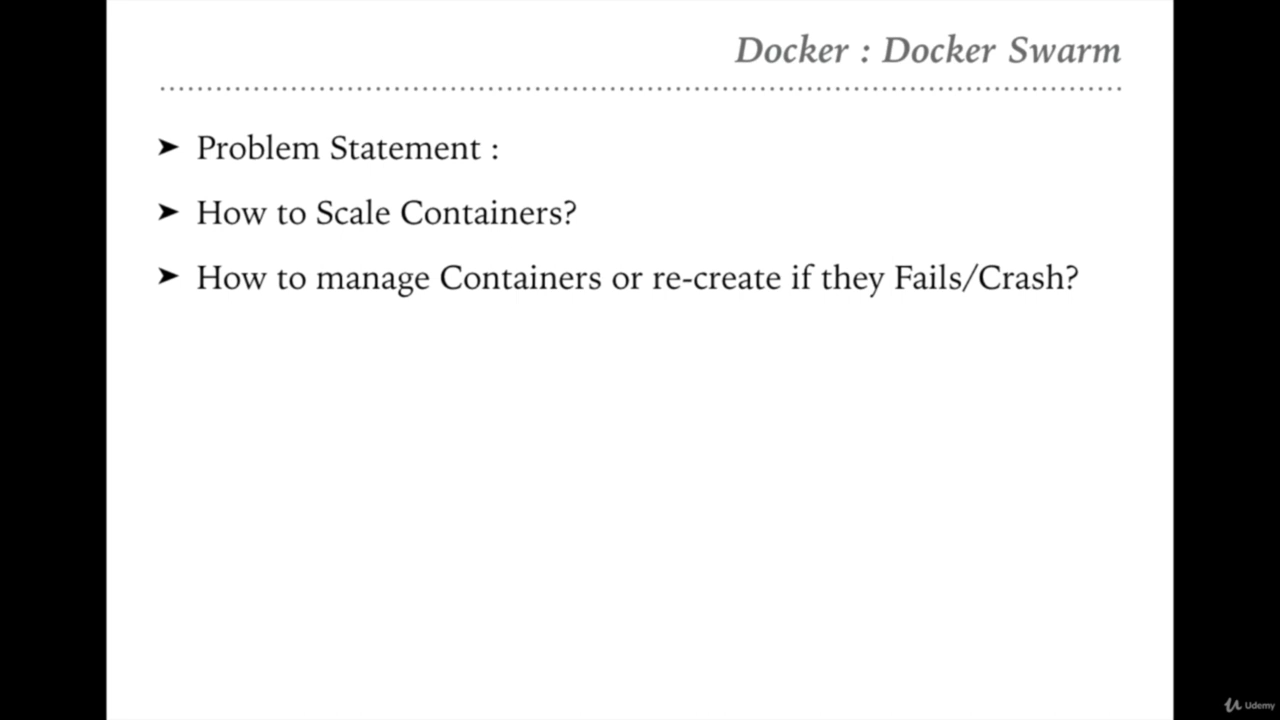 Docker : Docker Swarm
➤ Problem Statement :
➤ How to Scale Containers?
➤ How to manage Containers or re-create if they Fails/Crash?
Udemy